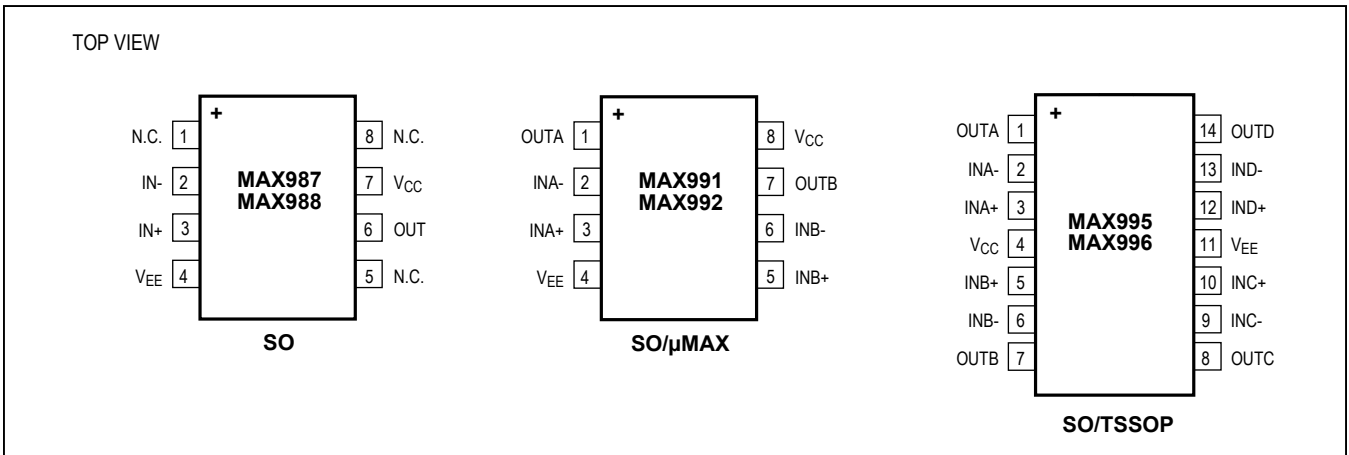 TOP VIEW
+
N.C. 1
8 N.C.
IN- 2
MAX987
MAX988
7 VCC
IN+ 3
6 OUT
VEE 4
5 N.C.
SO
+
OUTA 1
8 VCC
INA- 2
MAX991
MAX992
7 OUTB
INA+ 3
6 INB-
VEE 4
5 INB+
SO/µMAX
+
OUTA 1
14 OUTD
INA- 2
13 IND-
INA+ 3
12 IND+
MAX995
MAX996
VCC 4
11 VEE
INB+ 5
10 INC+
INB- 6
9 INC-
OUTB 7
8 OUTC
SO/TSSOP